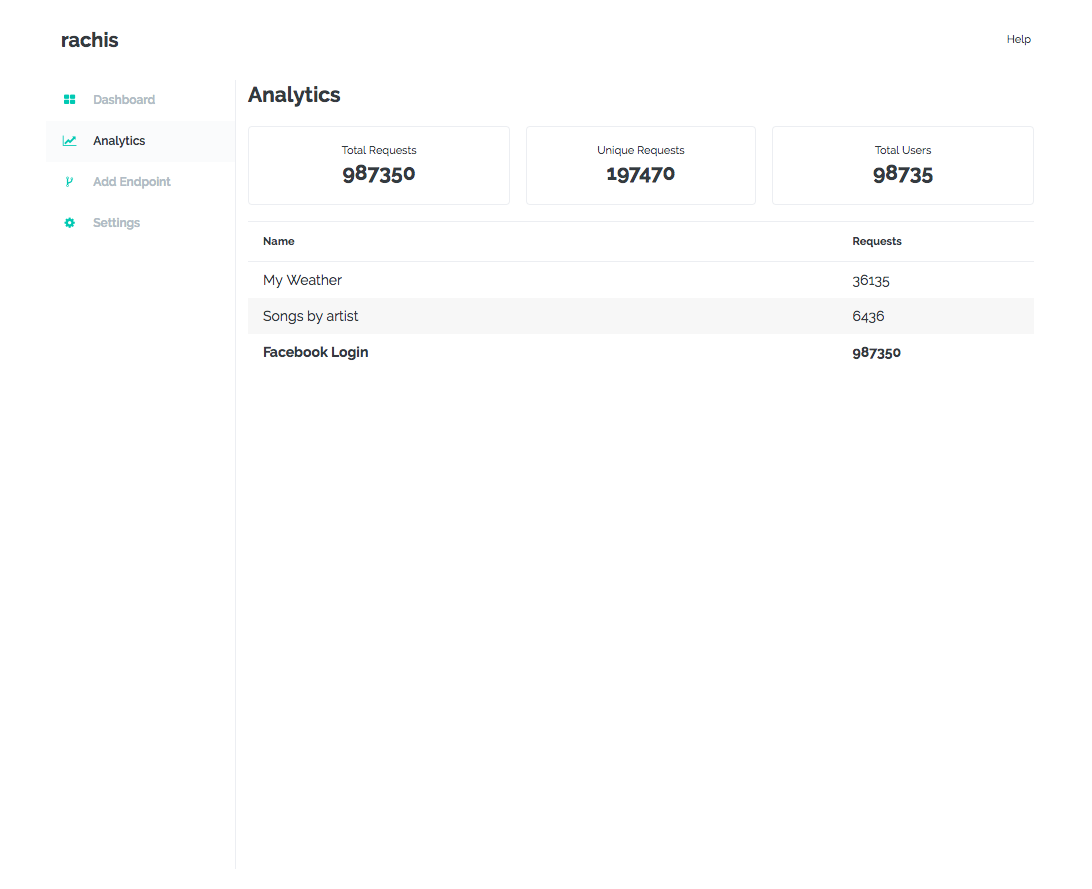 rachis
Help
Dashboard
Analytics
Add Endpoint
Settings
Analytics
Total Requests
987350
Unique Requests
197470
Total Users
98735
Name Requests
My Weather 36135
Songs by artist 6436
Facebook Login 987350